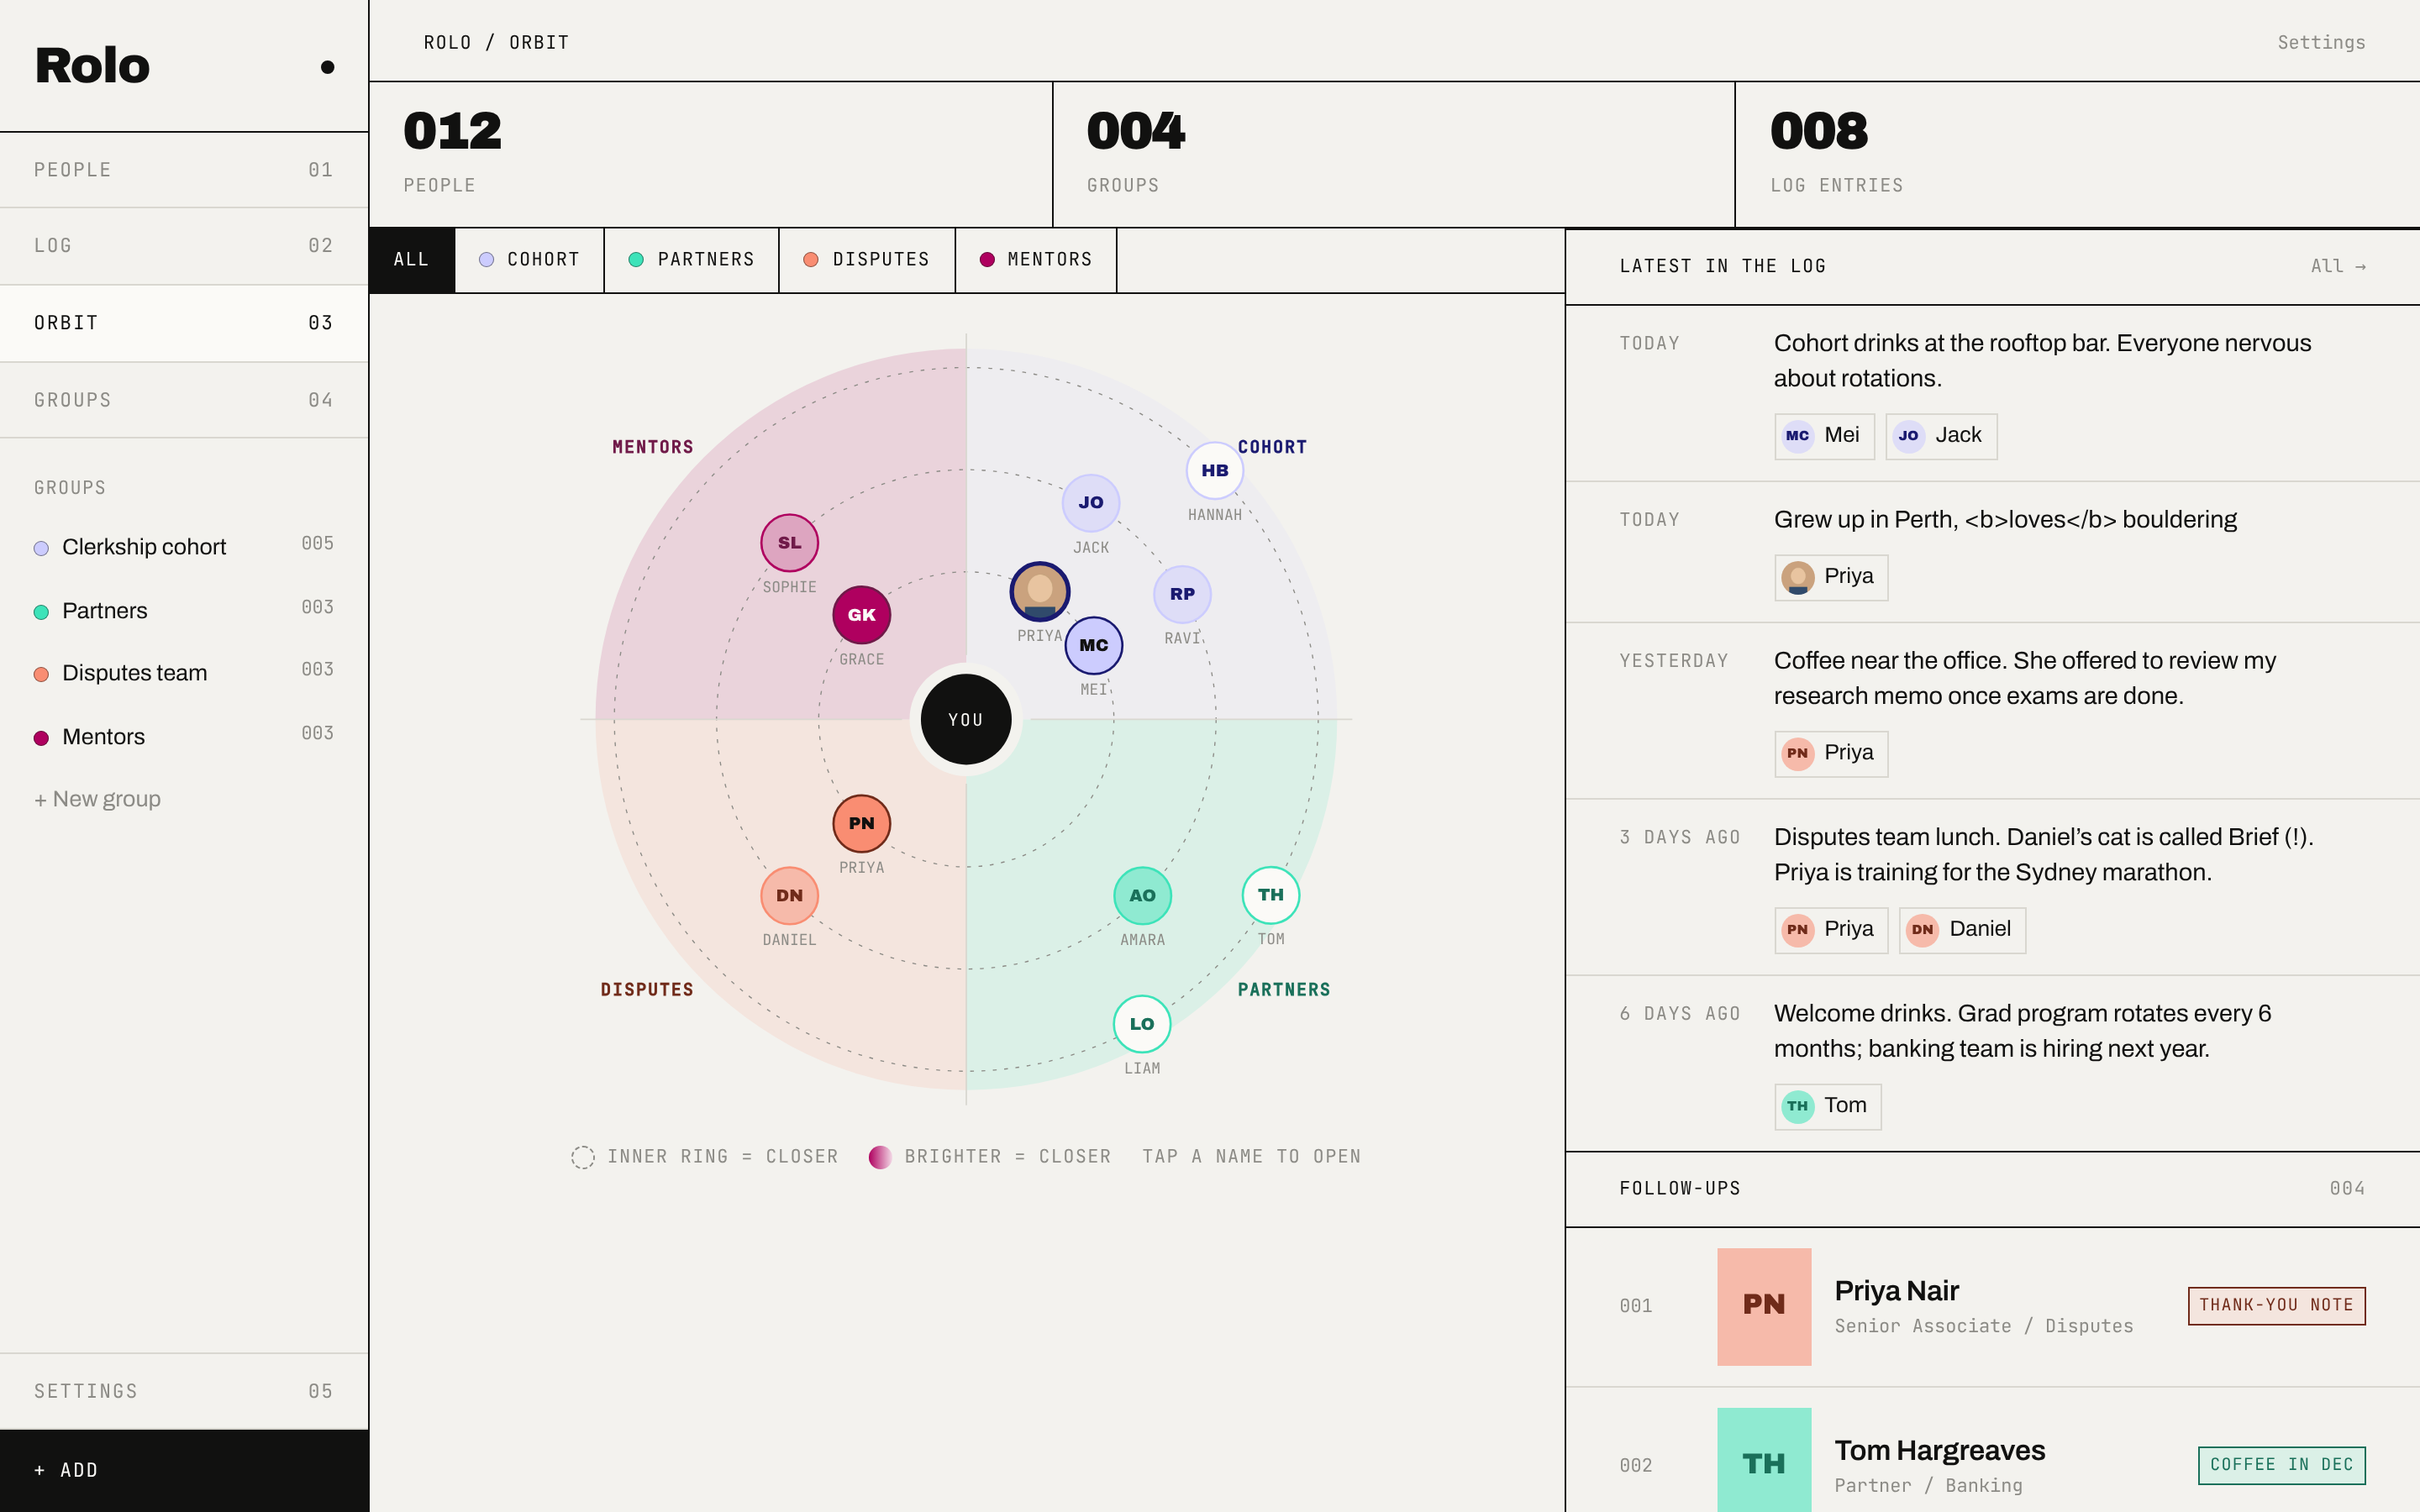 Rolo
PEOPLE 01
LOG 02
ORBIT 03
GROUPS 04
GROUPS
Clerkship cohort 005
Partners 003
Disputes team 003
Mentors 003
+ New group
SETTINGS 05
+ ADD
ROLO / ORBIT
Settings
012
PEOPLE
004
GROUPS
008
LOG ENTRIES
ALL
COHORT
PARTNERS
DISPUTES
MENTORS
MENTORS
COHORT
HB
HANNAH
JO
JACK
SL
SOPHIE
RP
RAVI
GK
GRACE
PRIYA
MC
MEI
YOU
PN
PRIYA
DN
DANIEL
AO
AMARA
TH
TOM
DISPUTES
PARTNERS
LO
LIAM
INNER RING = CLOSER
BRIGHTER = CLOSER
TAP A NAME TO OPEN
LATEST IN THE LOG
All →
TODAY
Cohort drinks at the rooftop bar. Everyone nervous
about rotations.
MC Mei
JO Jack
TODAY
Grew up in Perth, <b>loves</b> bouldering
Priya
YESTERDAY
Coffee near the office. She offered to review my
research memo once exams are done.
PN Priya
3 DAYS AGO
Disputes team lunch. Daniel’s cat is called Brief (!).
Priya is training for the Sydney marathon.
PN Priya
DN Daniel
6 DAYS AGO
Welcome drinks. Grad program rotates every 6
months; banking team is hiring next year.
TH Tom
FOLLOW-UPS
004
001
PN
Priya Nair
Senior Associate / Disputes
THANK-YOU NOTE
002
TH
Tom Hargreaves
Partner / Banking
COFFEE IN DEC